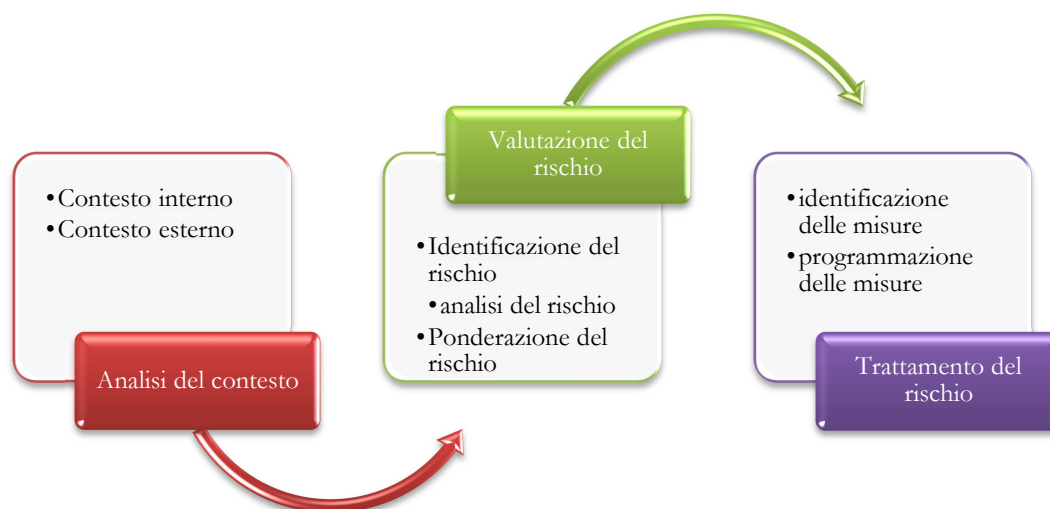 •Contesto interno
•Contesto esterno
Analisi del contesto
Valutazione del
rischio
•Identificazione del
rischio
•analisi del rischio
•Ponderazione del
rischio
•identificazione
delle misure
•programmazione
delle misure
Trattamento del
rischio